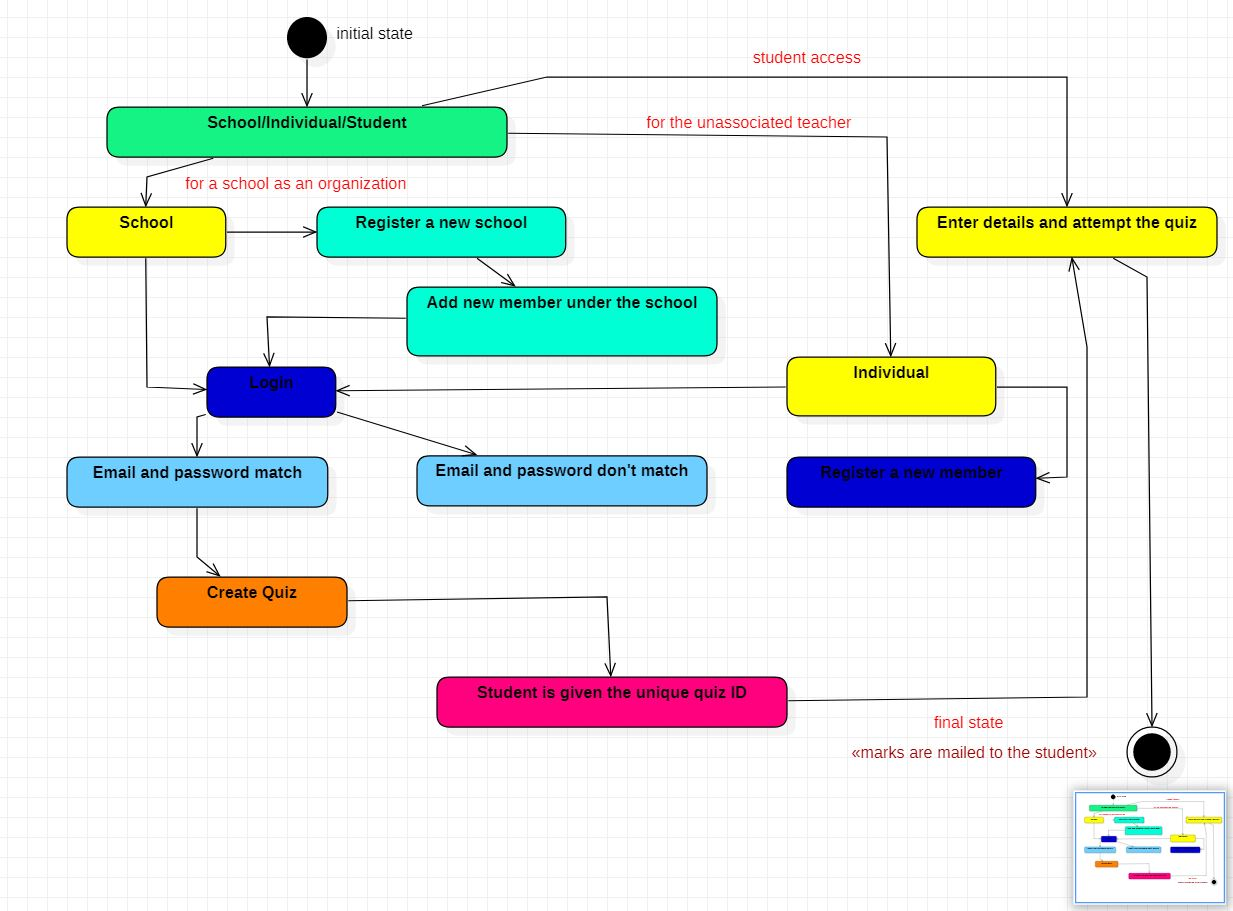 initial state
student access
School/Individual/Student
for the unassociated teacher
for a school as an organization
School
Register a new school
Enter details and attempt the quiz
Add new member under the school
Login
Individual
Email and password match
Email and password don't match
Register a new member
Create Quiz
Student is given the unique quiz ID
final state
«marks are mailed to the student»